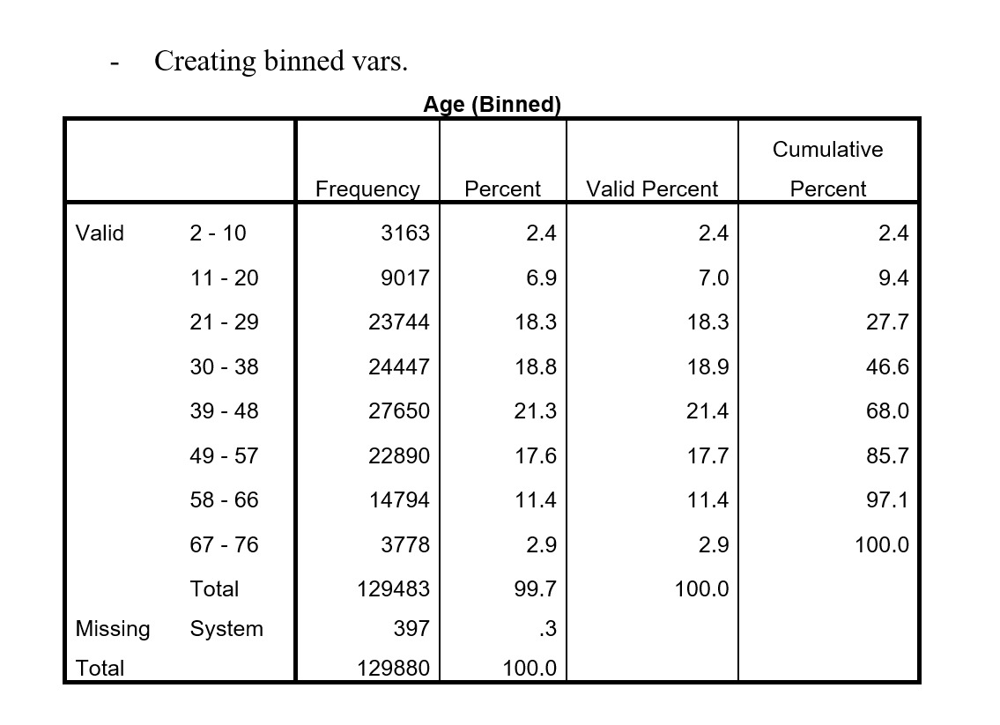 - Creating binned vars.
Age (Binned)
Frequency Percent Valid Percent Cumulative Percent
Valid 2 - 10 3163 2.4 2.4 2.4
11 - 20 9017 6.9 7.0 9.4
21 - 29 23744 18.3 18.3 27.7
30 - 38 24447 18.8 18.9 46.6
39 - 48 27650 21.3 21.4 68.0
49 - 57 22890 17.6 17.7 85.7
58 - 66 14794 11.4 11.4 97.1
67 - 76 3778 2.9 2.9 100.0
Total 129483 99.7 100.0
Missing System 397 .3
Total 129880 100.0